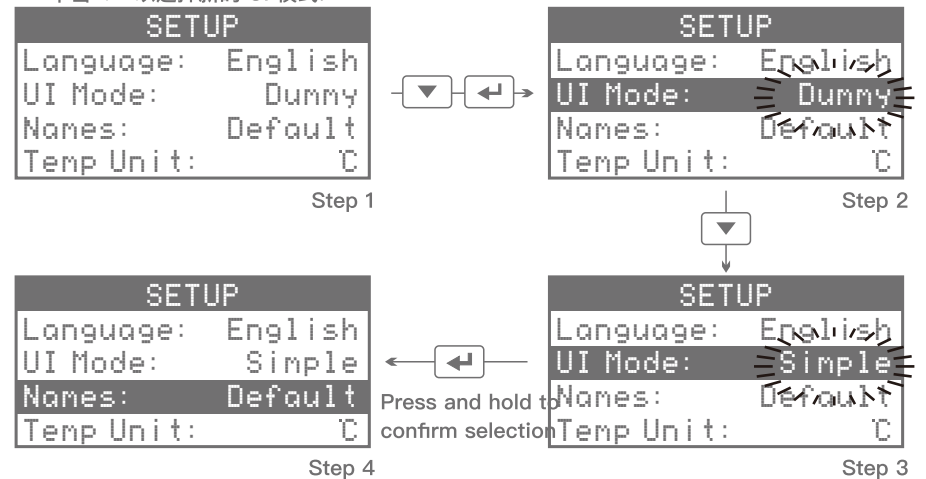 SETUP
Language: English
UI Mode: Dummy
Names: Default
Temp Unit: ℃
Step 1
SETUP
Language: English
UI Mode: Dummy
Names: Default
Temp Unit: ℃
Step 2
SETUP
Language: English
UI Mode: Simple
Names: Default
Temp Unit: ℃
Step 3
Press and hold to
confirm selection
SETUP
Language: English
UI Mode: Simple
Names: Default
Temp Unit: ℃
Step 4